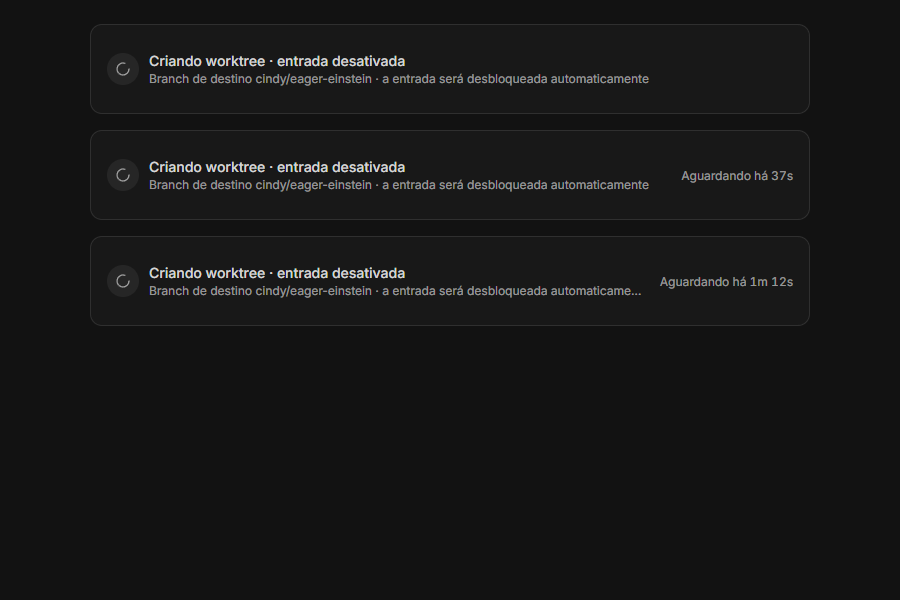 Criando worktree · entrada desativada
Branch de destino cindy/eager-einstein · a entrada será desbloqueada automaticamente
Criando worktree · entrada desativada
Branch de destino cindy/eager-einstein · a entrada será desbloqueada automaticamente
Aguardando há 37s
Criando worktree · entrada desativada
Branch de destino cindy/eager-einstein · a entrada será desbloqueada automaticame...
Aguardando há 1m 12s